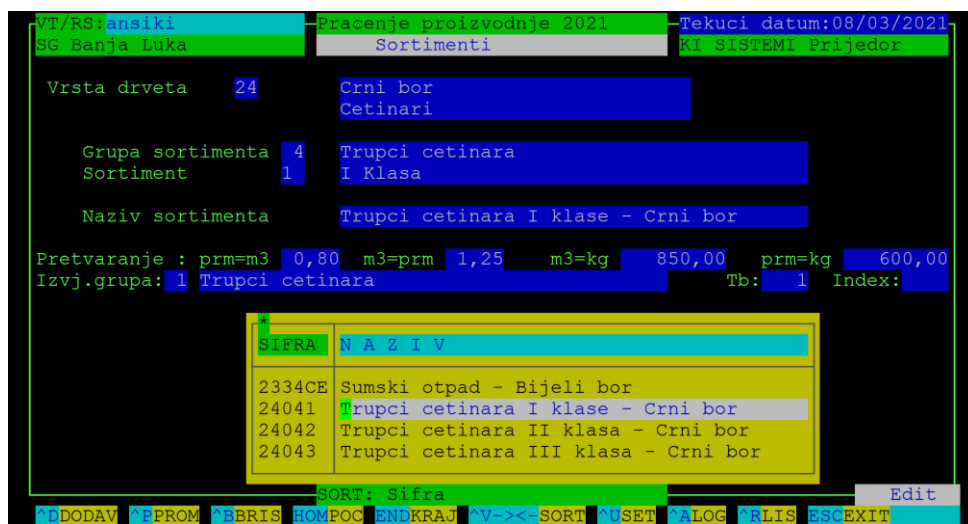 VT/RS:ansiki Pracenje proizvodnje 2021 Tekuci datum:08/03/2021
SG Banja Luka Sortimenti KI SISTEMI Prijedor
Vrsta drveta 24 Crni bor
Cetinari
Grupa sortimenta 4 Trupci cetinara
Sortiment 1 I Klasa
Naziv sortimenta Trupci cetinara I klase - Crni bor
Pretvaranje : prm=m3 0,80 m3=prm 1,25 m3=kg 850,00 prm=kg 600,00
Izvj.grupa: 1 Trupci cetinara Tb: 1 Index:
*
SIFRA N A Z I V
2334CE Sumski otpad - Bijeli bor
24041 Trupci cetinara I klase - Crni bor
24042 Trupci cetinara II klasa - Crni bor
24043 Trupci cetinara III klasa - Crni bor
SORT: Sifra Edit
^DDODAV ^PPROM ^BBRIS HOMPOC ENDKRAJ ^V-><-SORT ^USET ^ALOG ^RLIS ESCEXIT